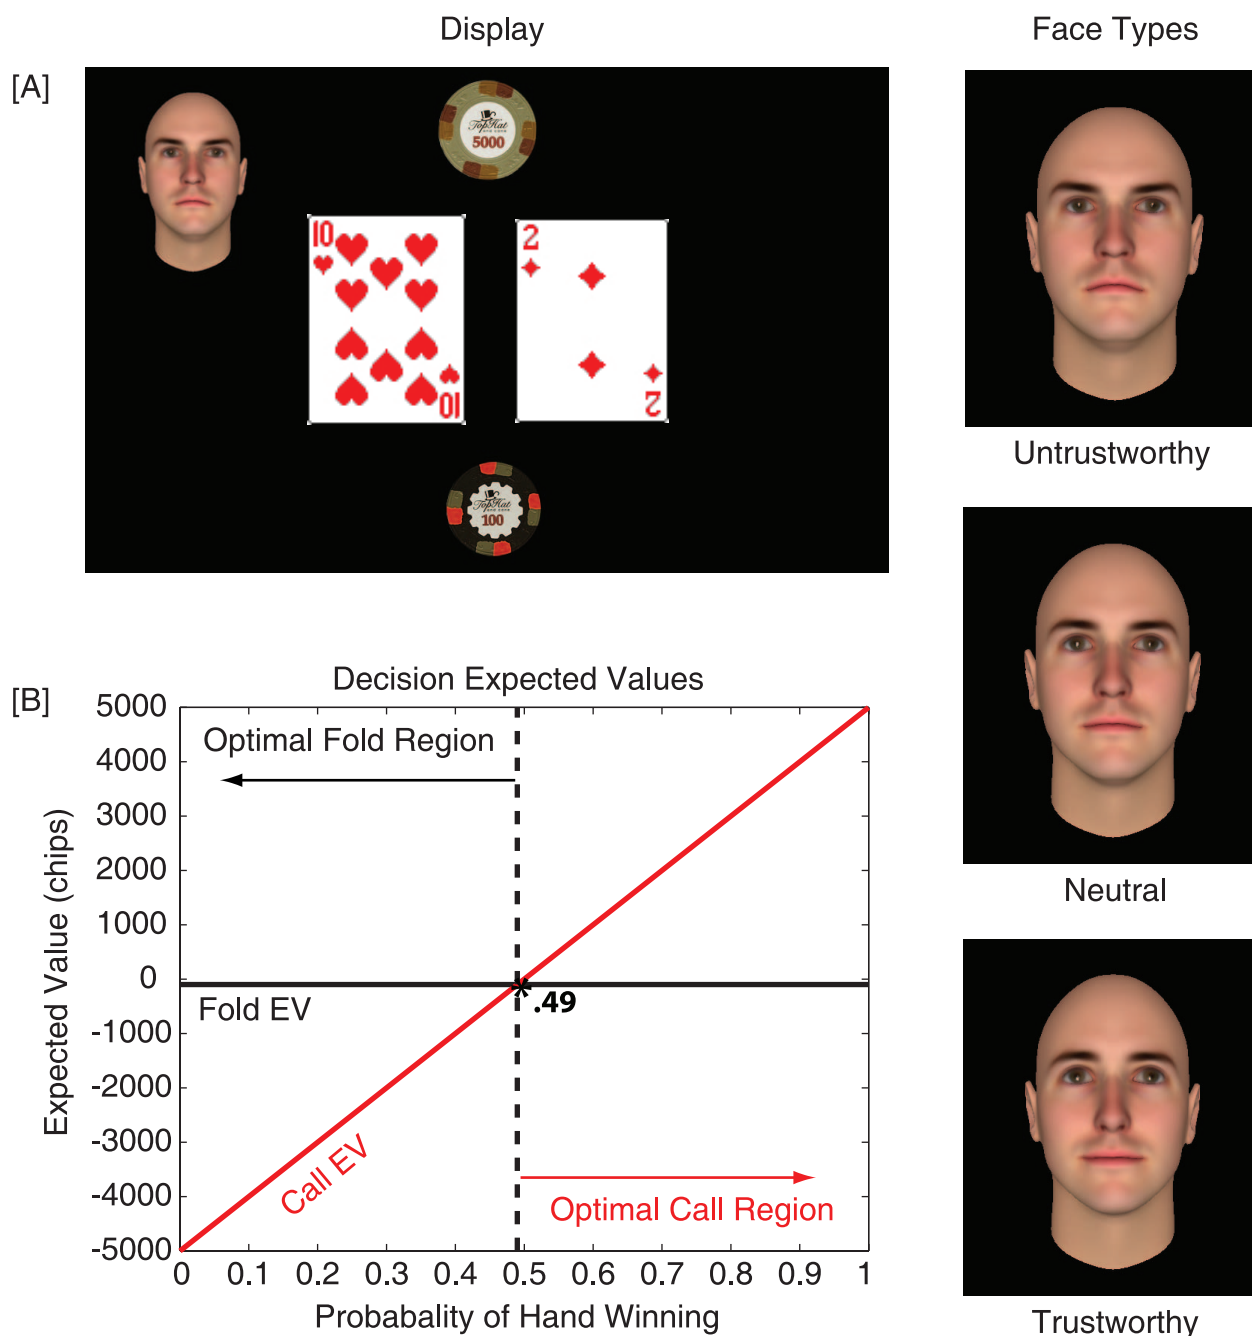 Display
Face Types
[A]
TopHat
5000
10
10
2
2
TopHat
100
Untrustworthy
Neutral
Trustworthy
[B]
Decision Expected Values
5000
4000
3000
2000
1000
0
-1000
-2000
-3000
-4000
-5000
Expected Value (chips)
Optimal Fold Region
Fold EV
.49
Call EV
Optimal Call Region
0 0.1 0.2 0.3 0.4 0.5 0.6 0.7 0.8 0.9 1
Probabality of Hand Winning